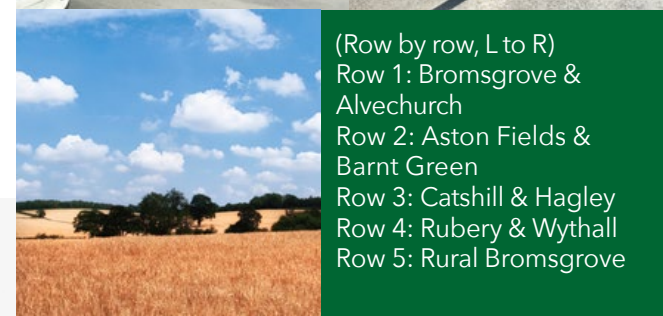 (Row by row, L to R)
Row 1: Bromsgrove &
Alvechurch
Row 2: Aston Fields &
Barnt Green
Row 3: Catshill & Hagley
Row 4: Rubery & Wythall
Row 5: Rural Bromsgrove